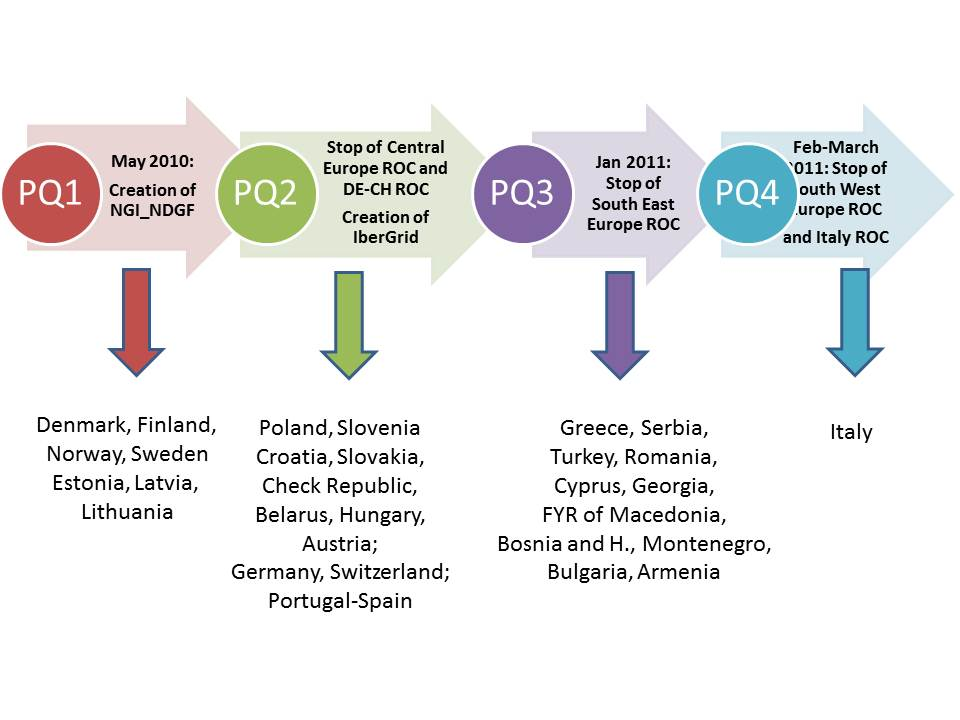 PQ1
May 2010:
Creation of
NGI_NDGF
PQ2
Stop of Central
Europe ROC and
DE-CH ROC
Creation of
IberGrid
PQ3
Jan 2011:
Stop of
South East
Europe ROC
PQ4
Feb-March
2011: Stop of
South West
Europe ROC
and Italy ROC
Denmark, Finland,
Norway, Sweden
Estonia, Latvia,
Lithuania
Poland, Slovenia
Croatia, Slovakia,
Check Republic,
Belarus, Hungary,
Austria;
Germany, Switzerland;
Portugal-Spain
Greece, Serbia,
Turkey, Romania,
Cyprus, Georgia,
FYR of Macedonia,
Bosnia and H., Montenegro,
Bulgaria, Armenia
Italy